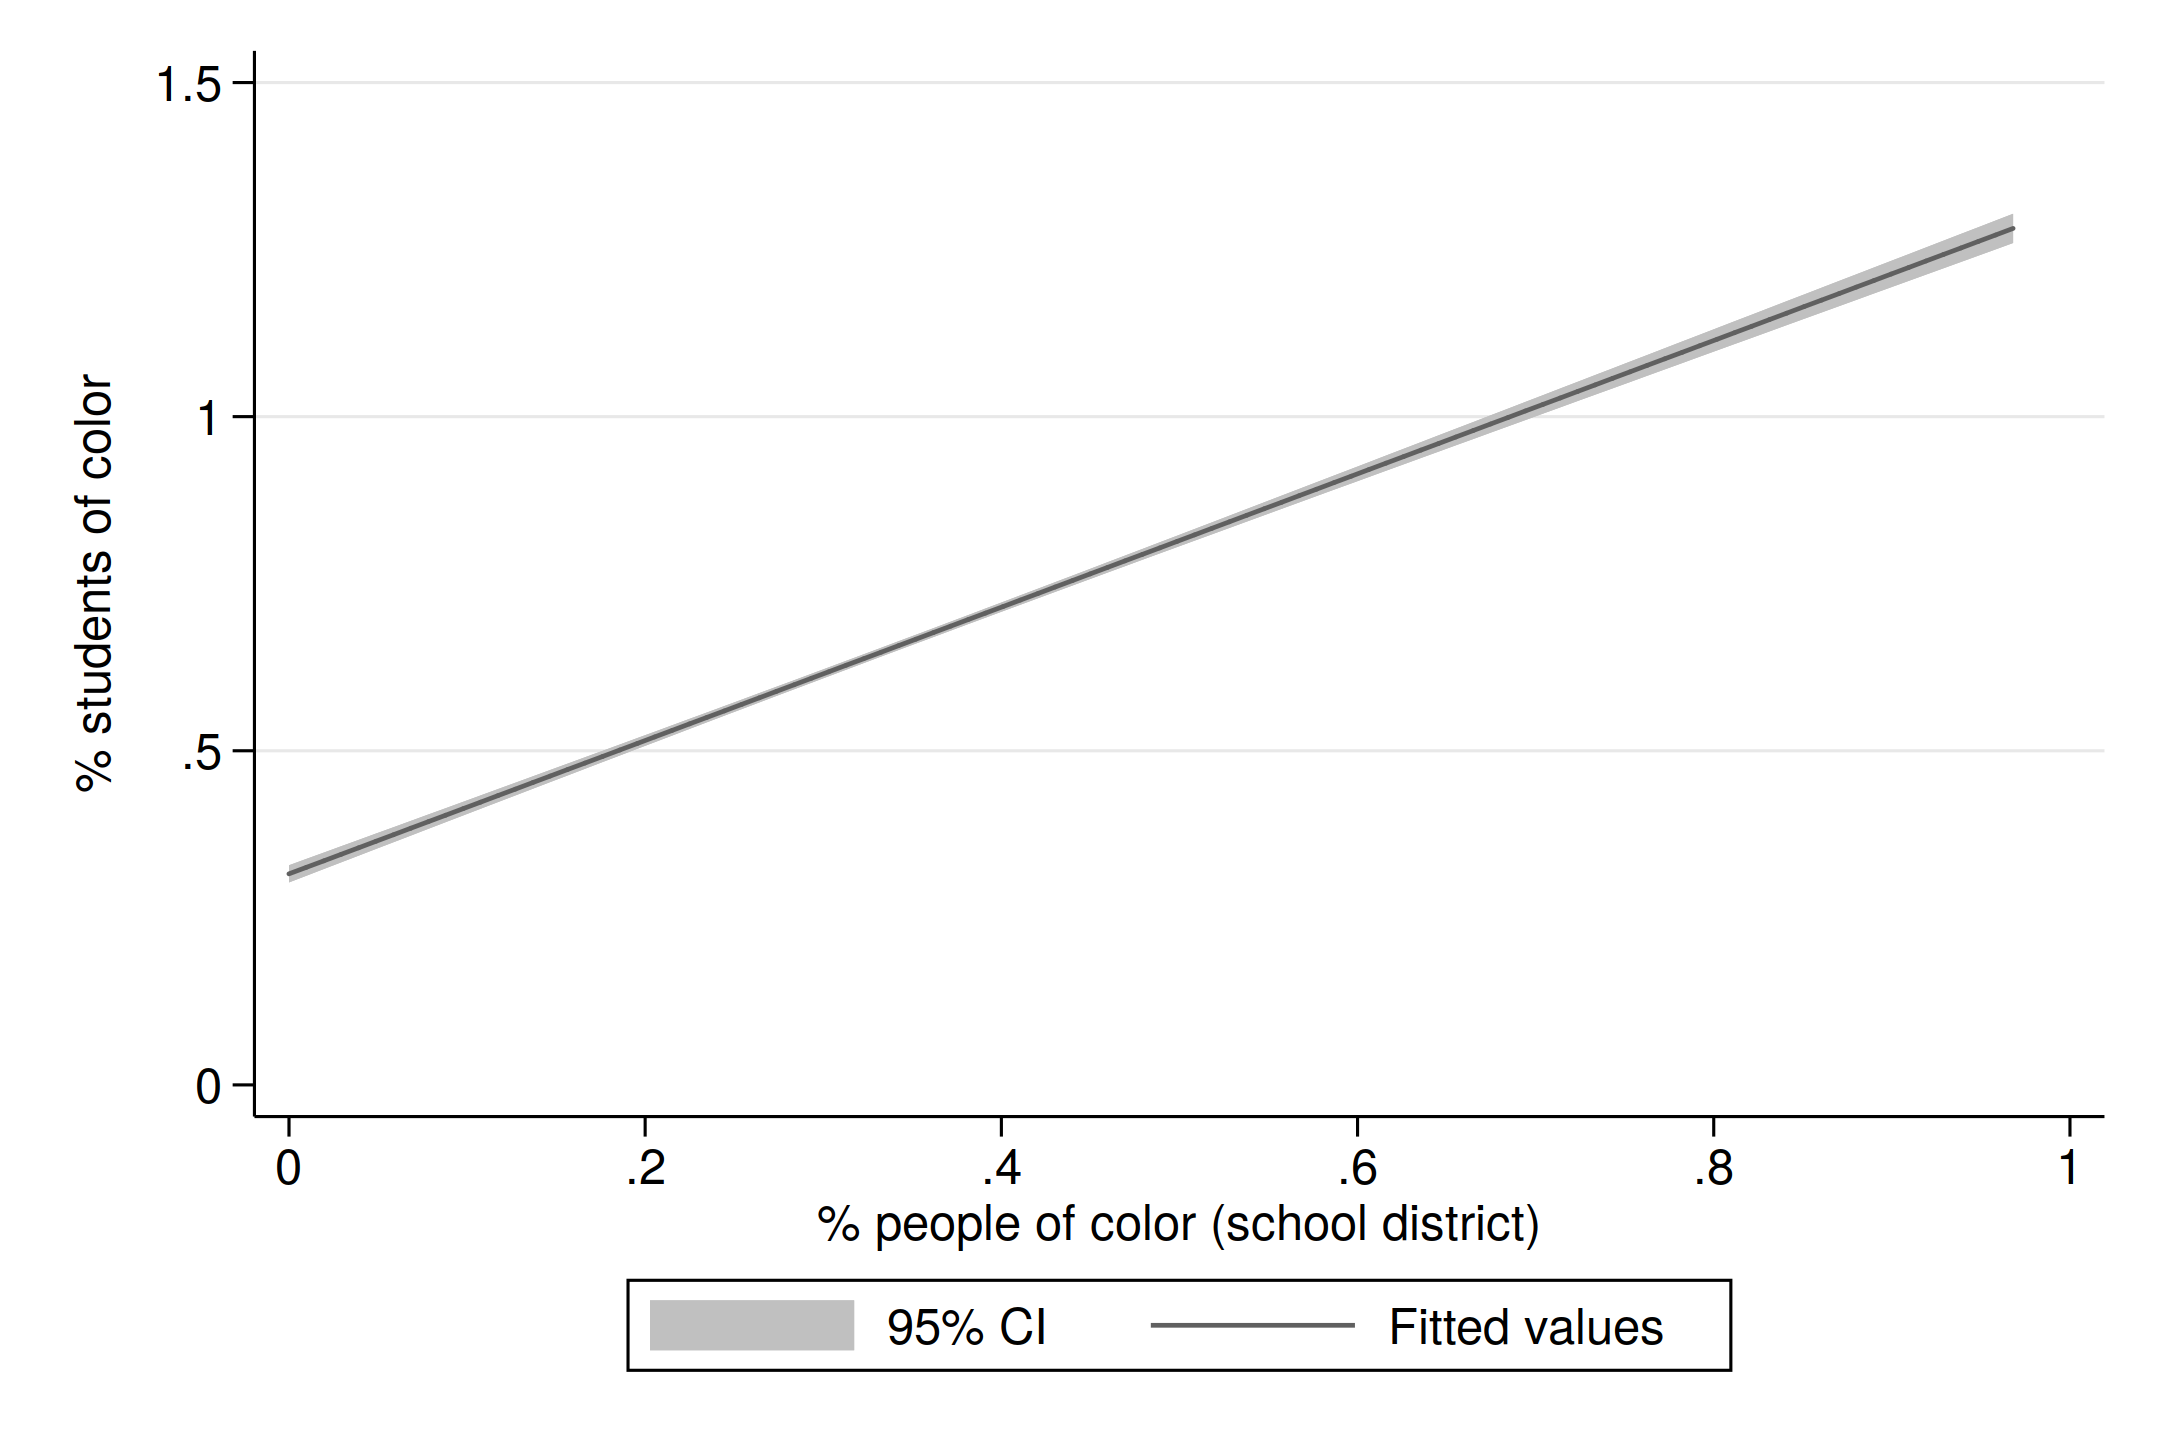 1.5
1
.5
0
% students of color
0 .2 .4 .6 .8 1
% people of color (school district)
95% CI Fitted values